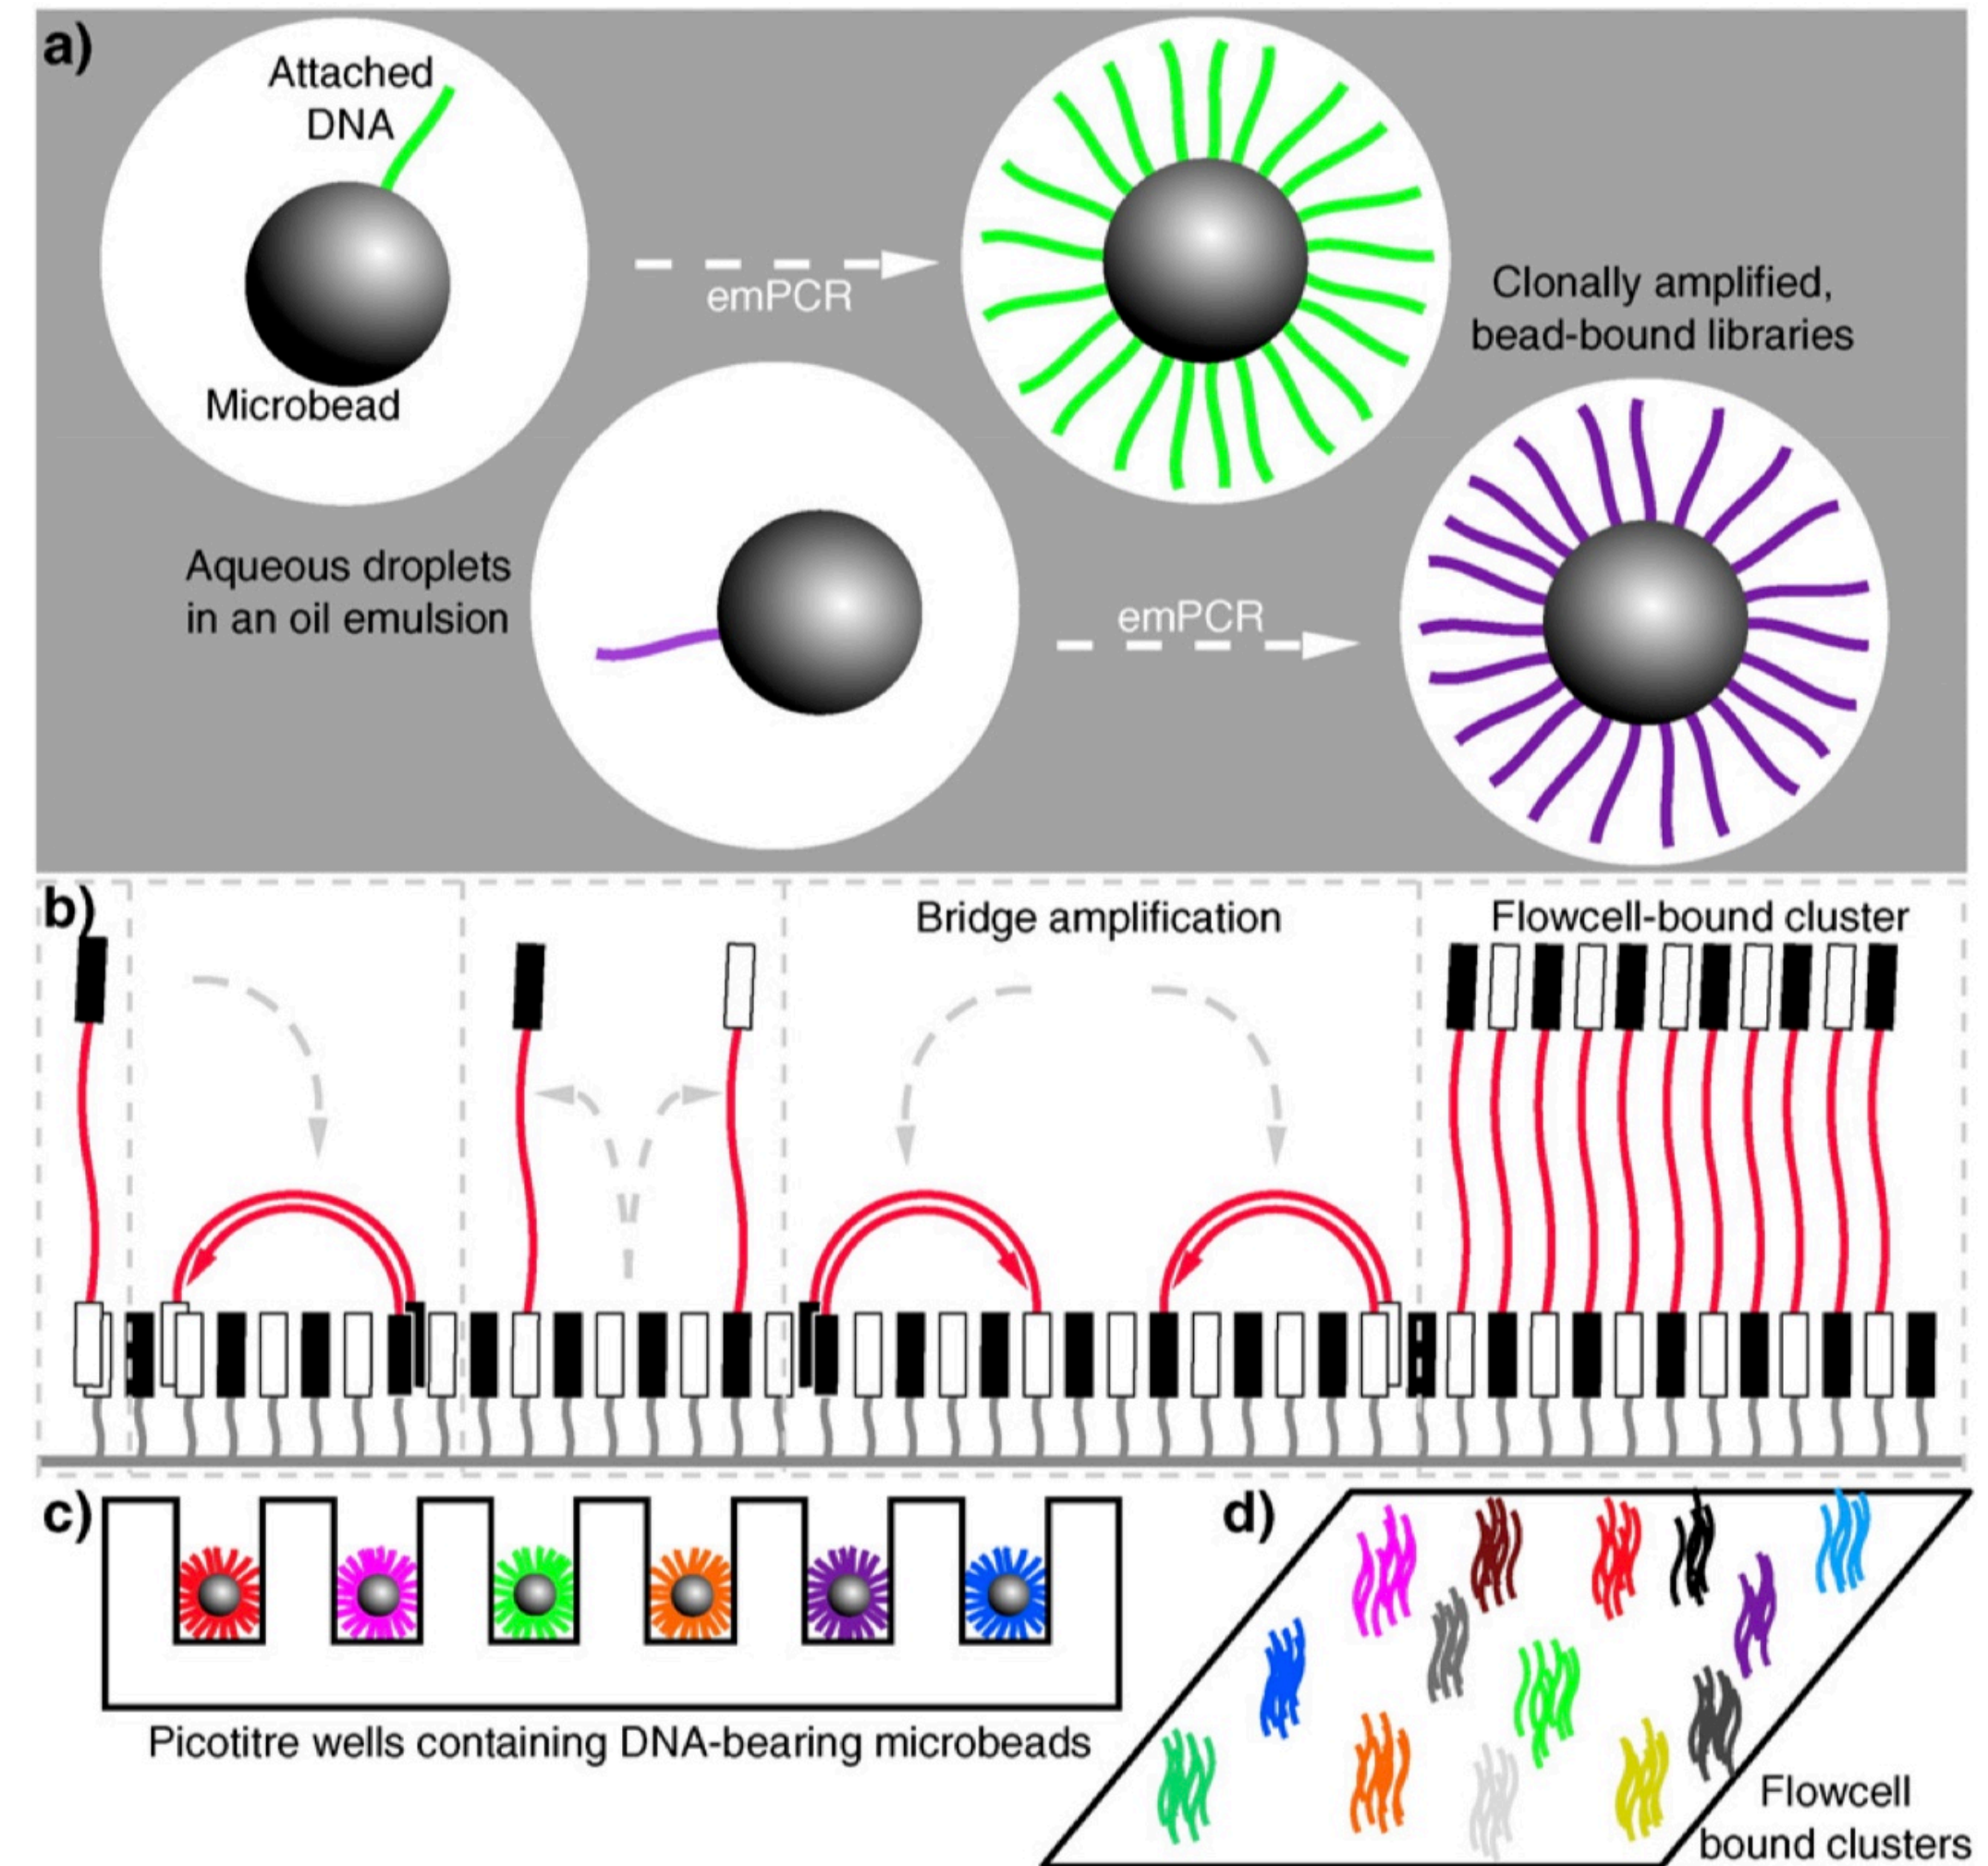 a)
Attached
DNA
Microbead
emPCR
Clonally amplified,
bead-bound libraries
Aqueous droplets
in an oil emulsion
emPCR
b)
Bridge amplification
Flowcell-bound cluster
c)
Picotitre wells containing DNA-bearing microbeads
d)
Flowcell
bound clusters